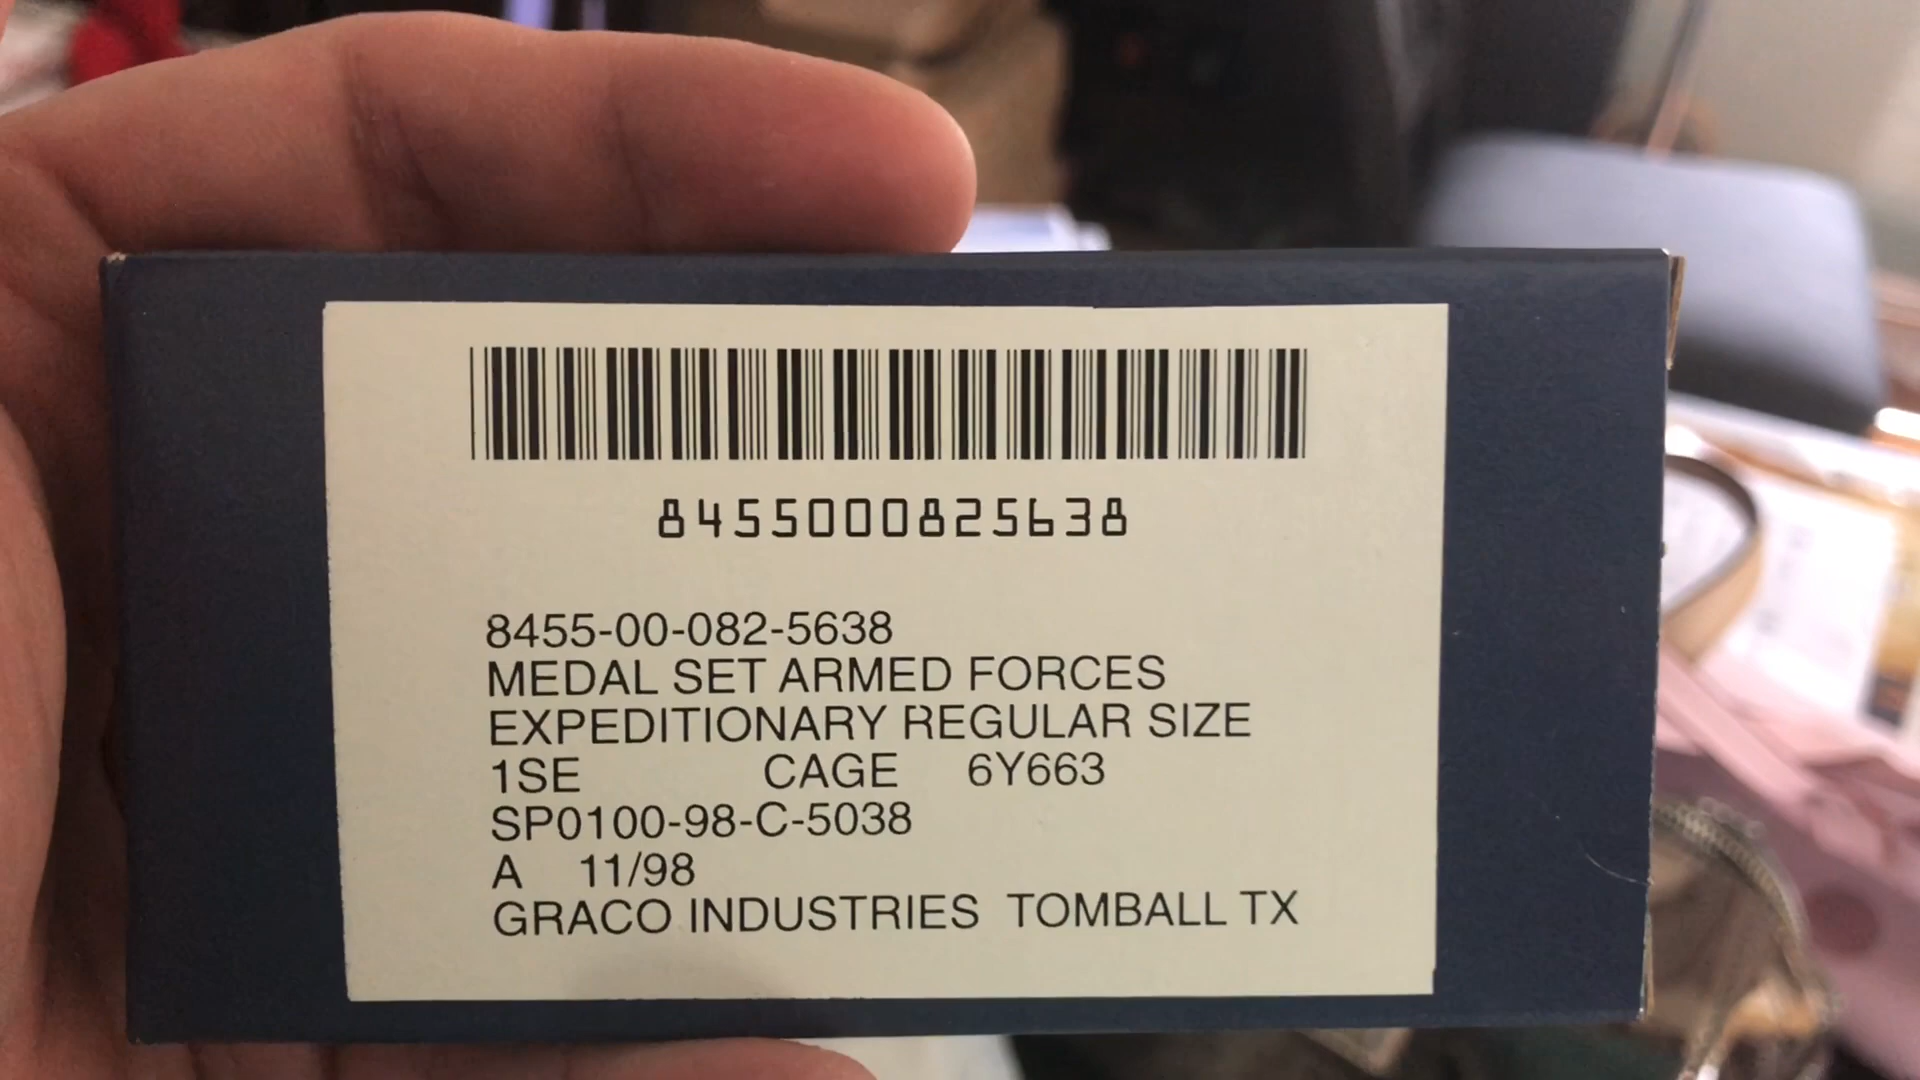 8455000825638
8455-00-082-5638
MEDAL SET ARMED FORCES
EXPEDITIONARY REGULAR SIZE
1SE CAGE 6Y663
SP0100-98-C-5038
A 11/98
GRACO INDUSTRIES TOMBALL TX